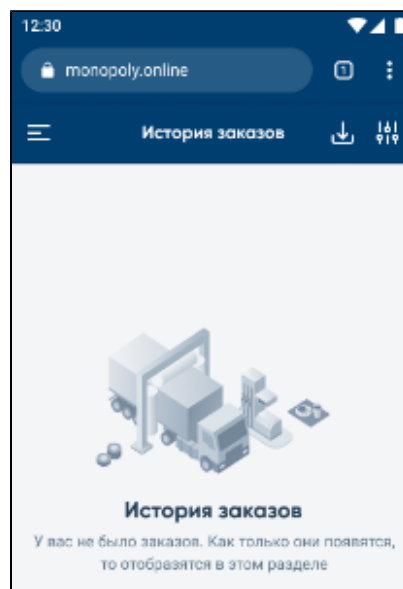 12:30
monopoly.online
1
История заказов
История заказов
У вас не было заказов. Как только они появятся,
то отобразятся в этом разделе